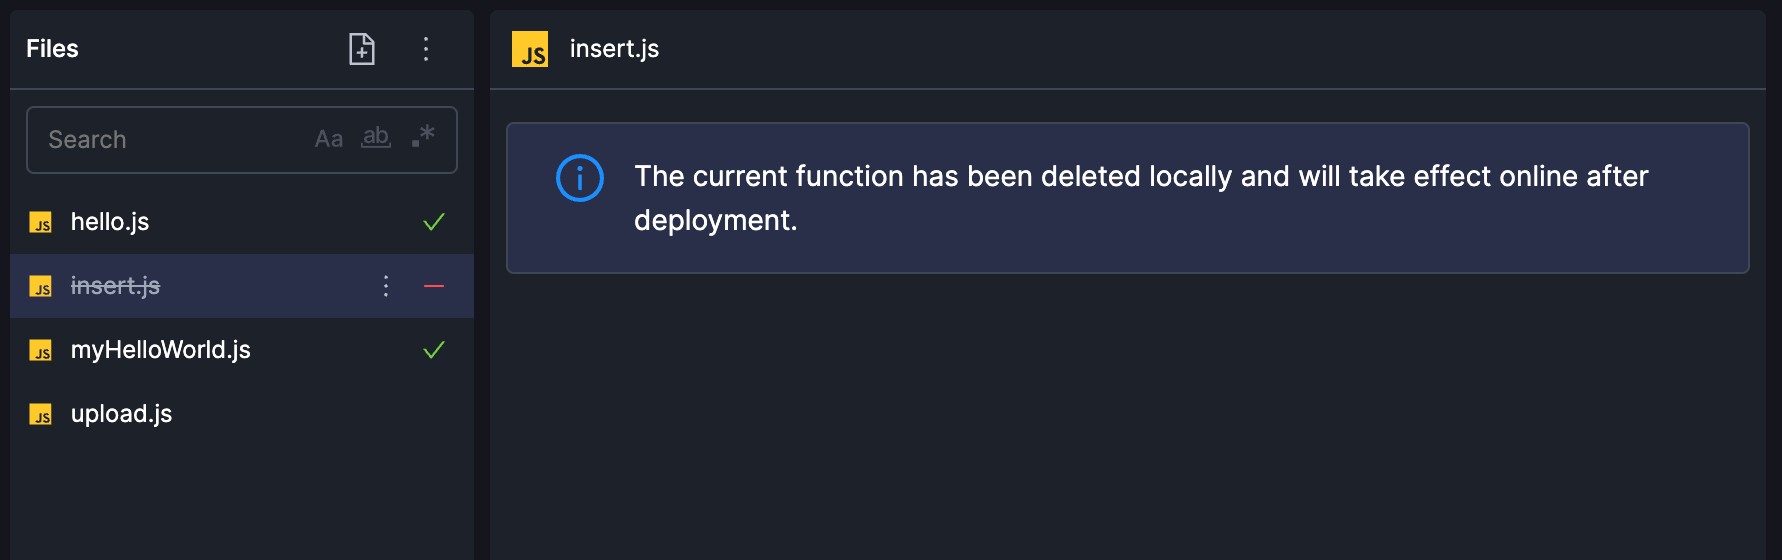 Files
Search Aa ab .*
JS hello.js
JS insert.js
JS myHelloWorld.js
JS upload.js
JS insert.js
The current function has been deleted locally and will take effect online after
deployment.